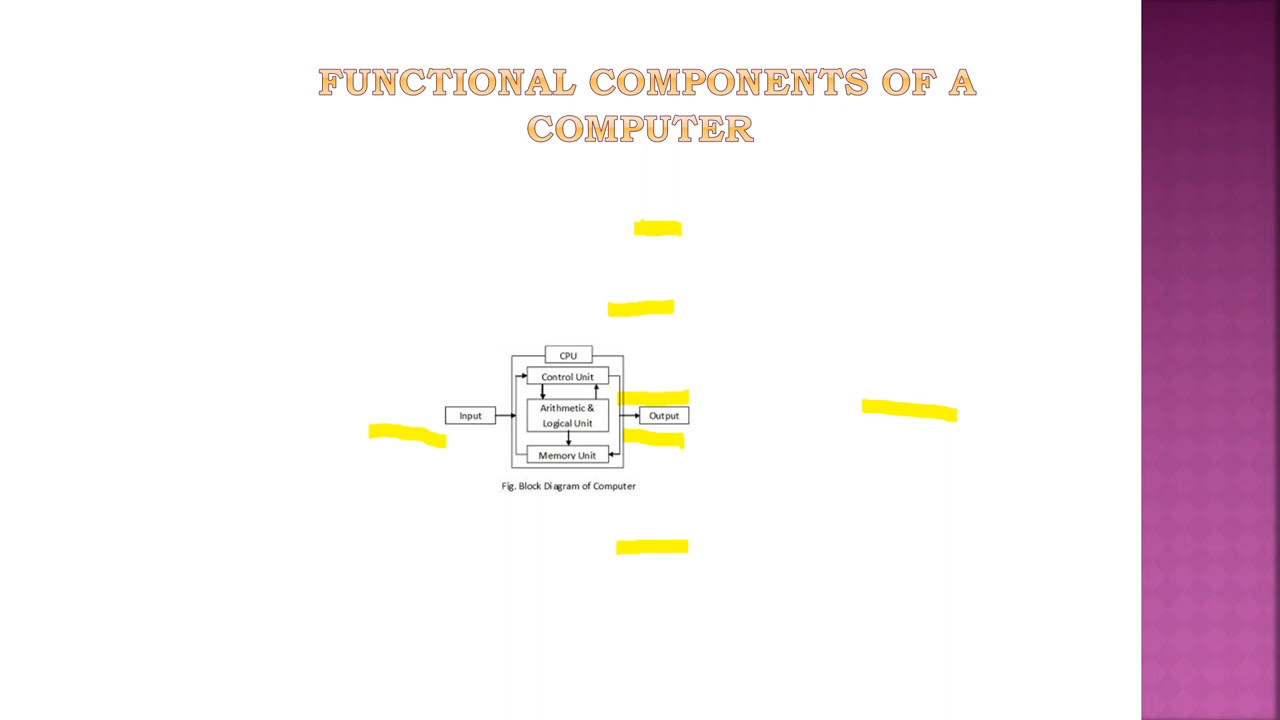 FUNCTIONAL COMPONENTS OF A
COMPUTER
CPU
Control Unit
Arithmetic &
Logical Unit
Input
Output
Memory Unit
Fig. Block Diagram of Computer